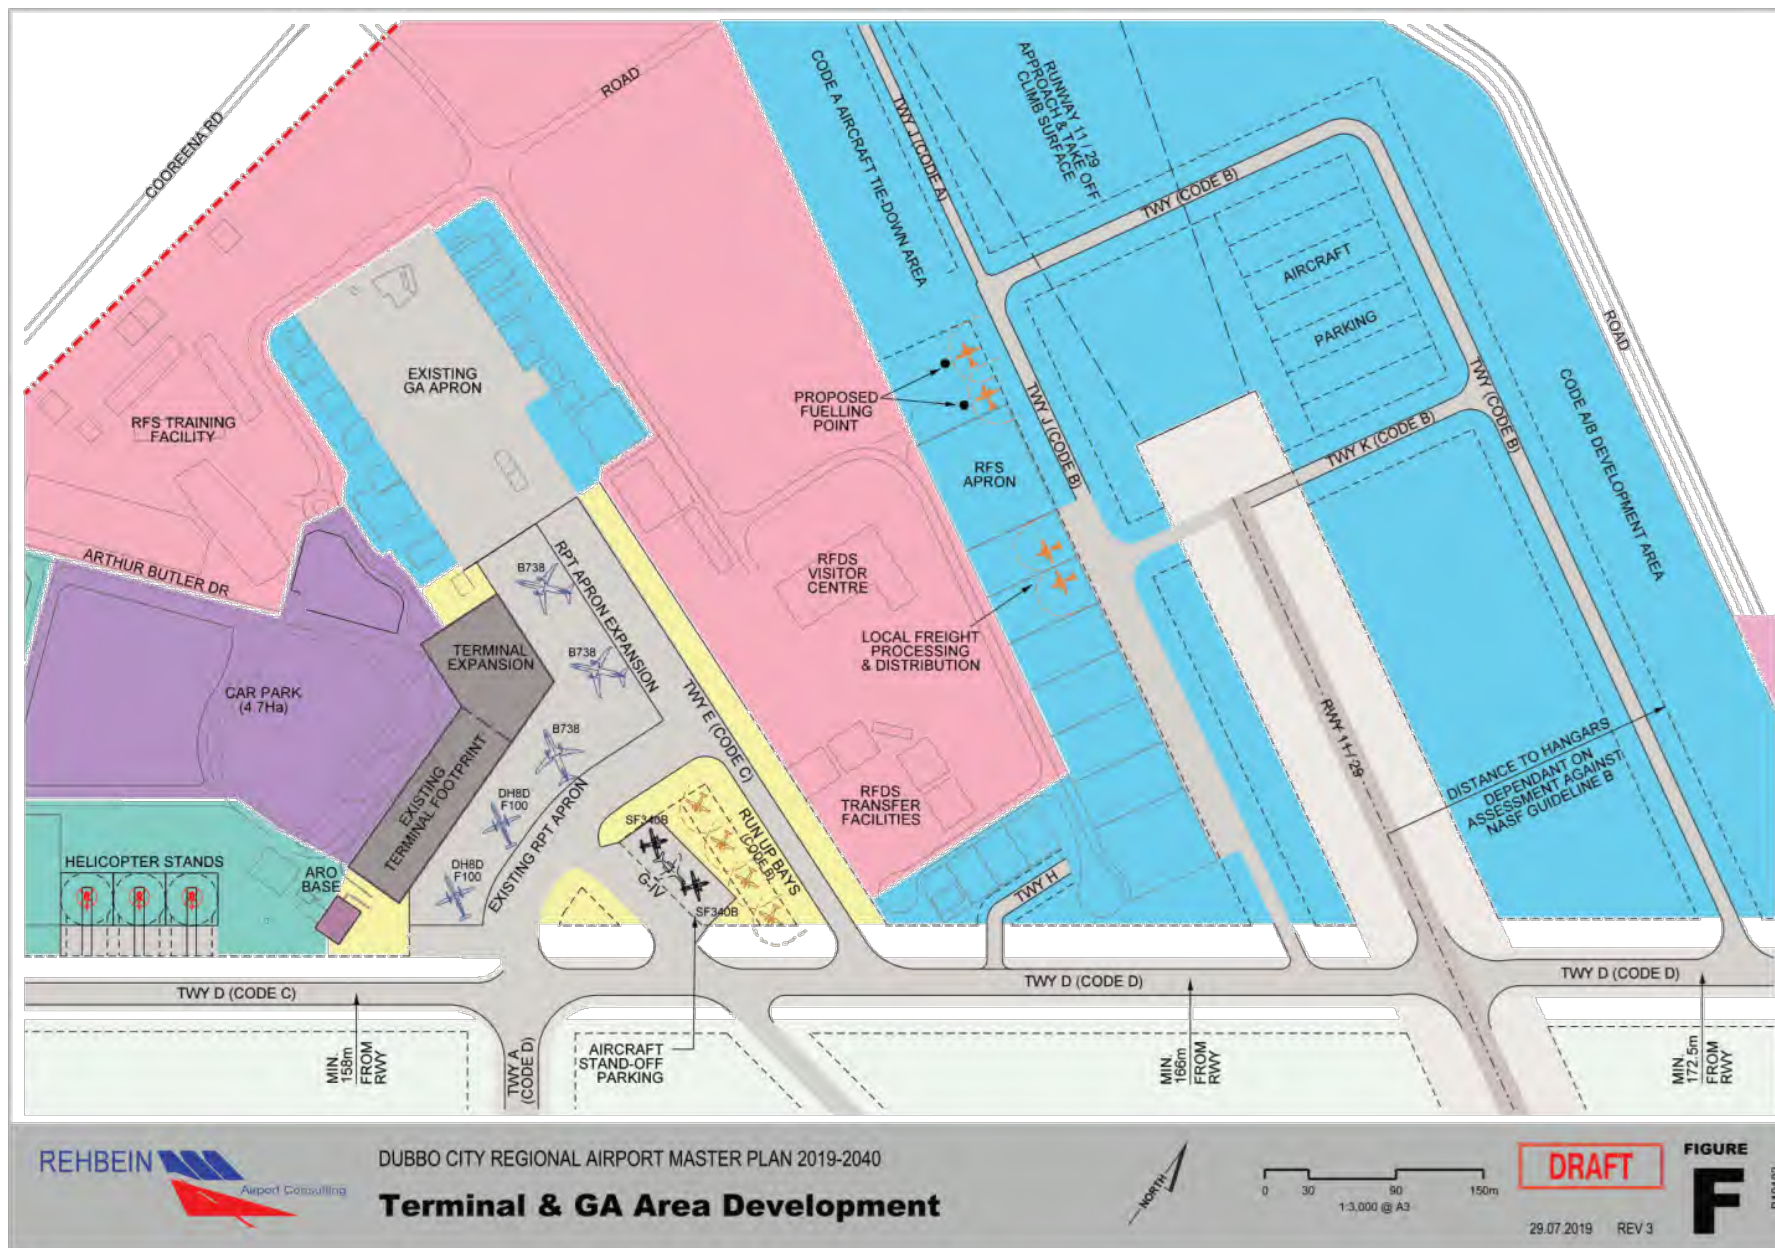 COOREENA RD
ROAD
CODE A AIRCRAFT TIE-DOWN AREA
TWY J (CODE A)
RUNWAY 11 / 29
APPROACH & TAKE OFF
CLIMB SURFACE
TWY (CODE B)
AIRCRAFT
PARKING
ROAD
EXISTING
GA APRON
RFS TRAINING
FACILITY
PROPOSED
FUELLING
POINT
TWY J (CODE B)
TWY K (CODE B)
TWY (CODE B)
CODE A/B DEVELOPMENT AREA
RFS
APRON
ARTHUR BUTLER DR
B738
RPT APRON EXPANSION
RFDS
VISITOR
CENTRE
LOCAL FREIGHT
PROCESSING
& DISTRIBUTION
TERMINAL
EXPANSION
B738
CAR PARK
(4.7Ha)
TWY E (CODE C)
RWY 11 / 29
B738
EXISTING
TERMINAL FOOTPRINT
DISTANCE TO HANGARS
DEPENDANT ON
ASSESSMENT AGAINST
NASF GUIDELINE B
DH8D
F100
EXISTING RPT APRON
RFDS
TRANSFER
FACILITIES
SF340B
G-IV
SF340B
RUN UP BAYS
(CODE B)
HELICOPTER STANDS
ARO
BASE
DH8D
F100
TWY H
TWY D (CODE C)
TWY D (CODE D)
TWY D (CODE D)
MIN.
158m
FROM
RWY
TWY A
(CODE D)
AIRCRAFT
STAND-OFF
PARKING
MIN.
166m
FROM
RWY
MIN.
172.5m
FROM
RWY
REHBEIN
Airport Consulting
DUBBO CITY REGIONAL AIRPORT MASTER PLAN 2019-2040
Terminal & GA Area Development
NORTH
0 30 90 150m
1:3,000 @ A3
DRAFT
29.07.2019 REV 3
FIGURE
F